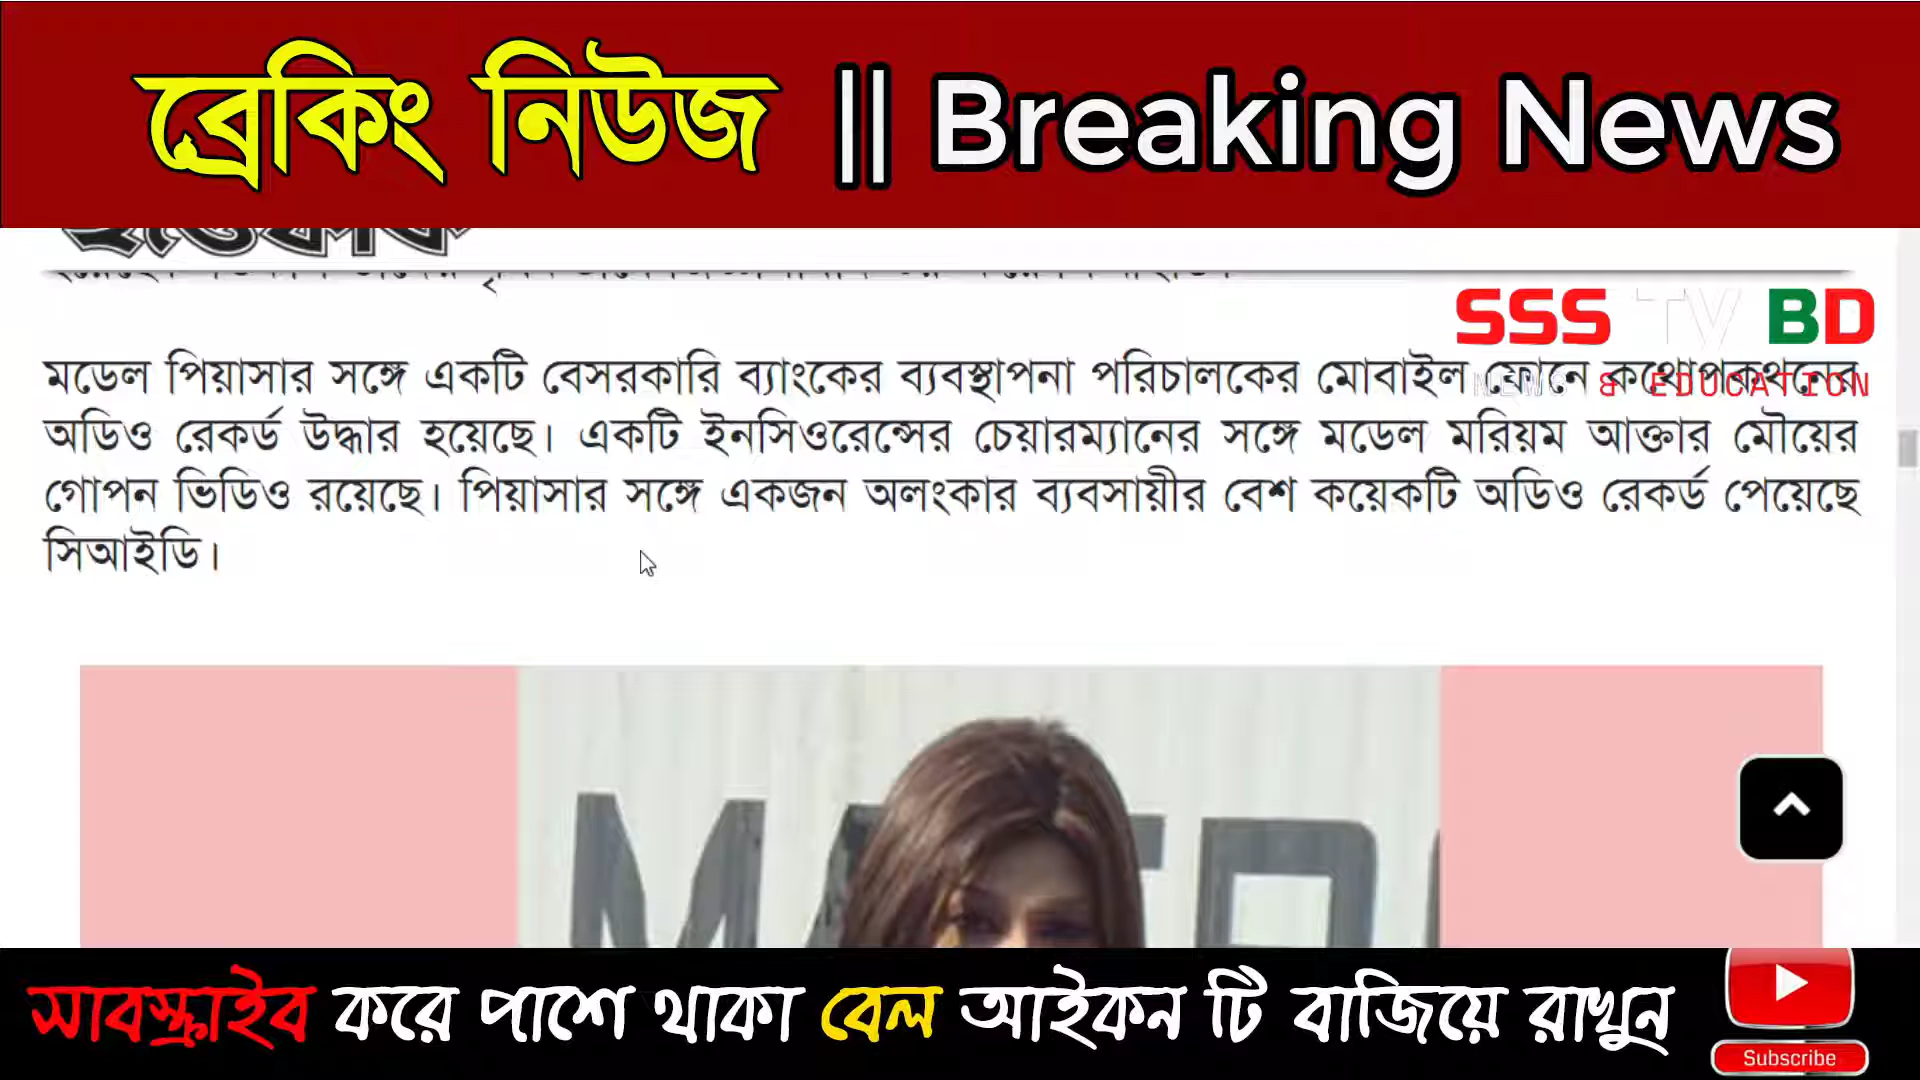 ব্রেকিং নিউজ || Breaking News
SSS TV BD
& EDUCATION
মডেল পিয়াসার সঙ্গে একটি বেসরকারি ব্যাংকের ব্যবস্থাপনা পরিচালকের মোবাইল ফোনে কথোপকথনের
অডিও রেকর্ড উদ্ধার হয়েছে। একটি ইনসিওরেন্সের চেয়ারম্যানের সঙ্গে মডেল মরিয়ম আক্তার মৌয়ের
গোপন ভিডিও রয়েছে। পিয়াসার সঙ্গে একজন অলংকার ব্যবসায়ীর বেশ কয়েকটি অডিও রেকর্ড পেয়েছে
সিআইডি।
সাবস্ক্রাইব করে পাশে থাকা বেল আইকন টি বাজিয়ে রাখুন
Subscribe